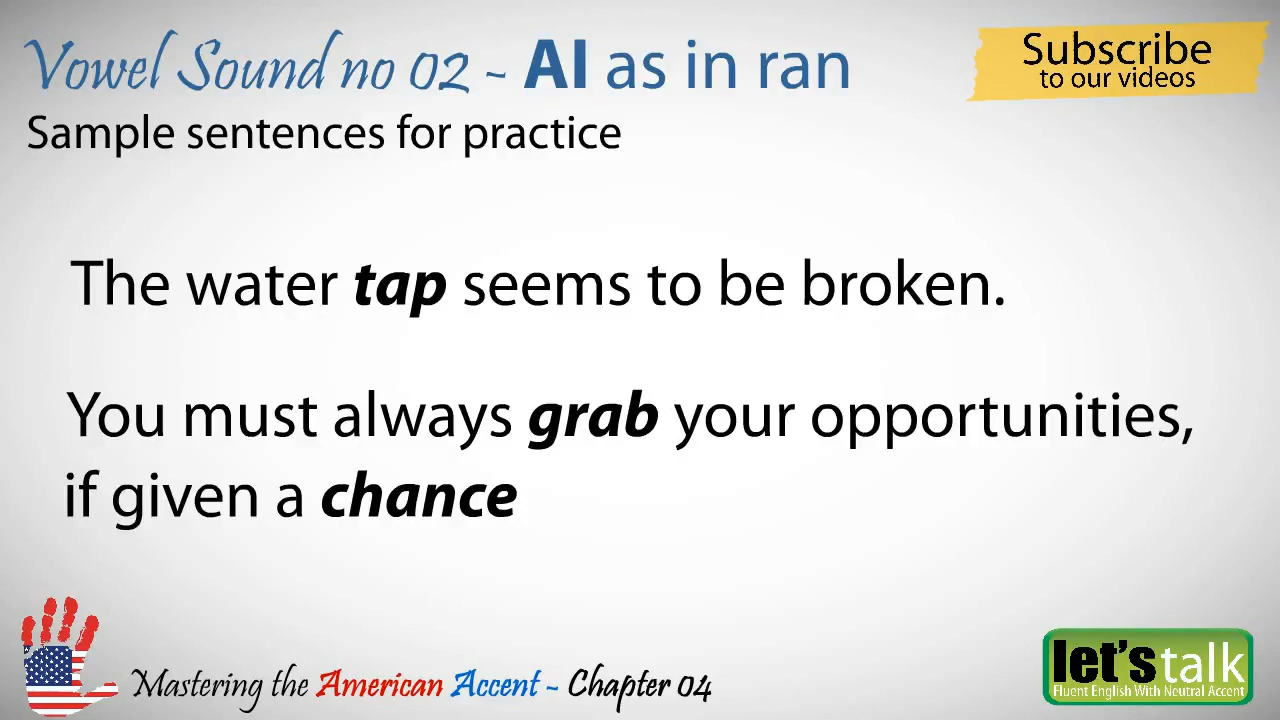 Vowel Sound no 02 - AI as in ran
Subscribe
to our videos
Sample sentences for practice
The water tap seems to be broken.
You must always grab your opportunities,
if given a chance
Mastering the American Accent - Chapter 04
let's talk
Fluent English With Neutral Accent